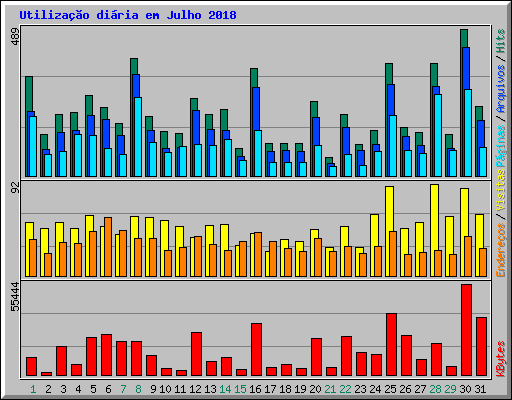 Utilização diária em Julho 2018
489
92
55444
Endereços / Visitas Páginas / Arquivos / Hits
KBytes
1 2 3 4 5 6 7 8 9 10 11 12 13 14 15 16 17 18 19 20 21 22 23 24 25 26 27 28 29 30 31